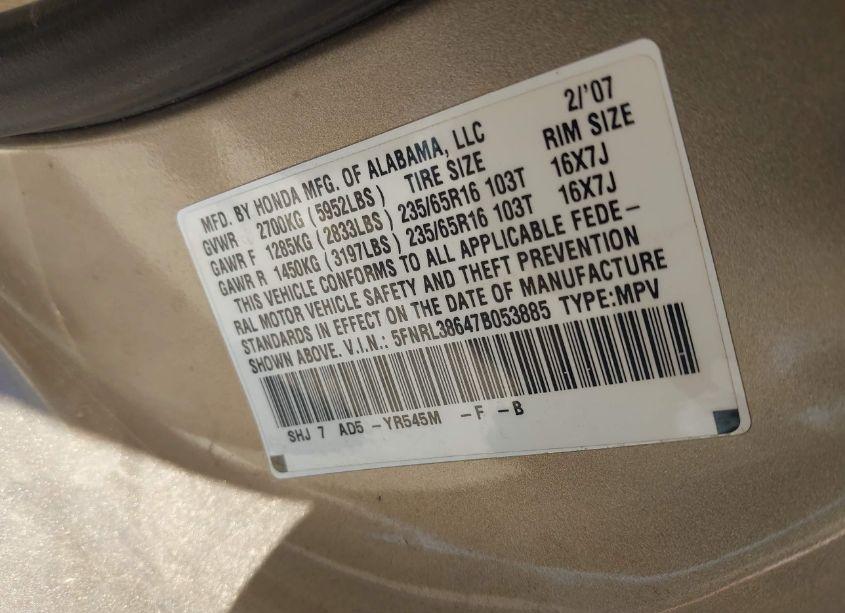 MFD. BY HONDA MFG. OF ALABAMA, LLC 2/'07
GVWR 2700KG (5952LBS) TIRE SIZE RIM SIZE
GAWR F 1285KG (2833LBS) 235/65R16 103T 16X7J
GAWR R 1450KG (3197LBS) 235/65R16 103T 16X7J
THIS VEHICLE CONFORMS TO ALL APPLICABLE FEDE-
RAL MOTOR VEHICLE SAFETY AND THEFT PREVENTION
STANDARDS IN EFFECT ON THE DATE OF MANUFACTURE
SHOWN ABOVE. V.I.N.: 5FNRL38647B053885 TYPE:MPV
SHJ 7 AD5 -YR545M -F -B